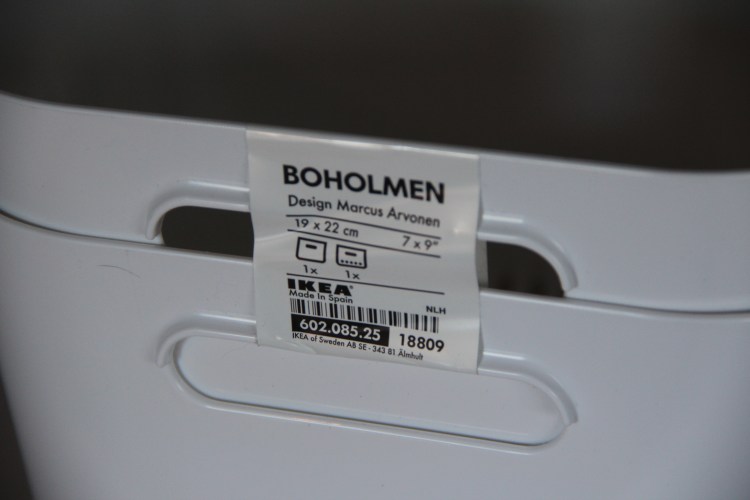 BOHOLMEN
Design Marcus Arvonen
19 x 22 cm 7 x 9"
1x 1x
IKEA®
Made In Spain
NLH
602.085.25 18809
IKEA of Sweden AB SE - 343 81 Älmhult